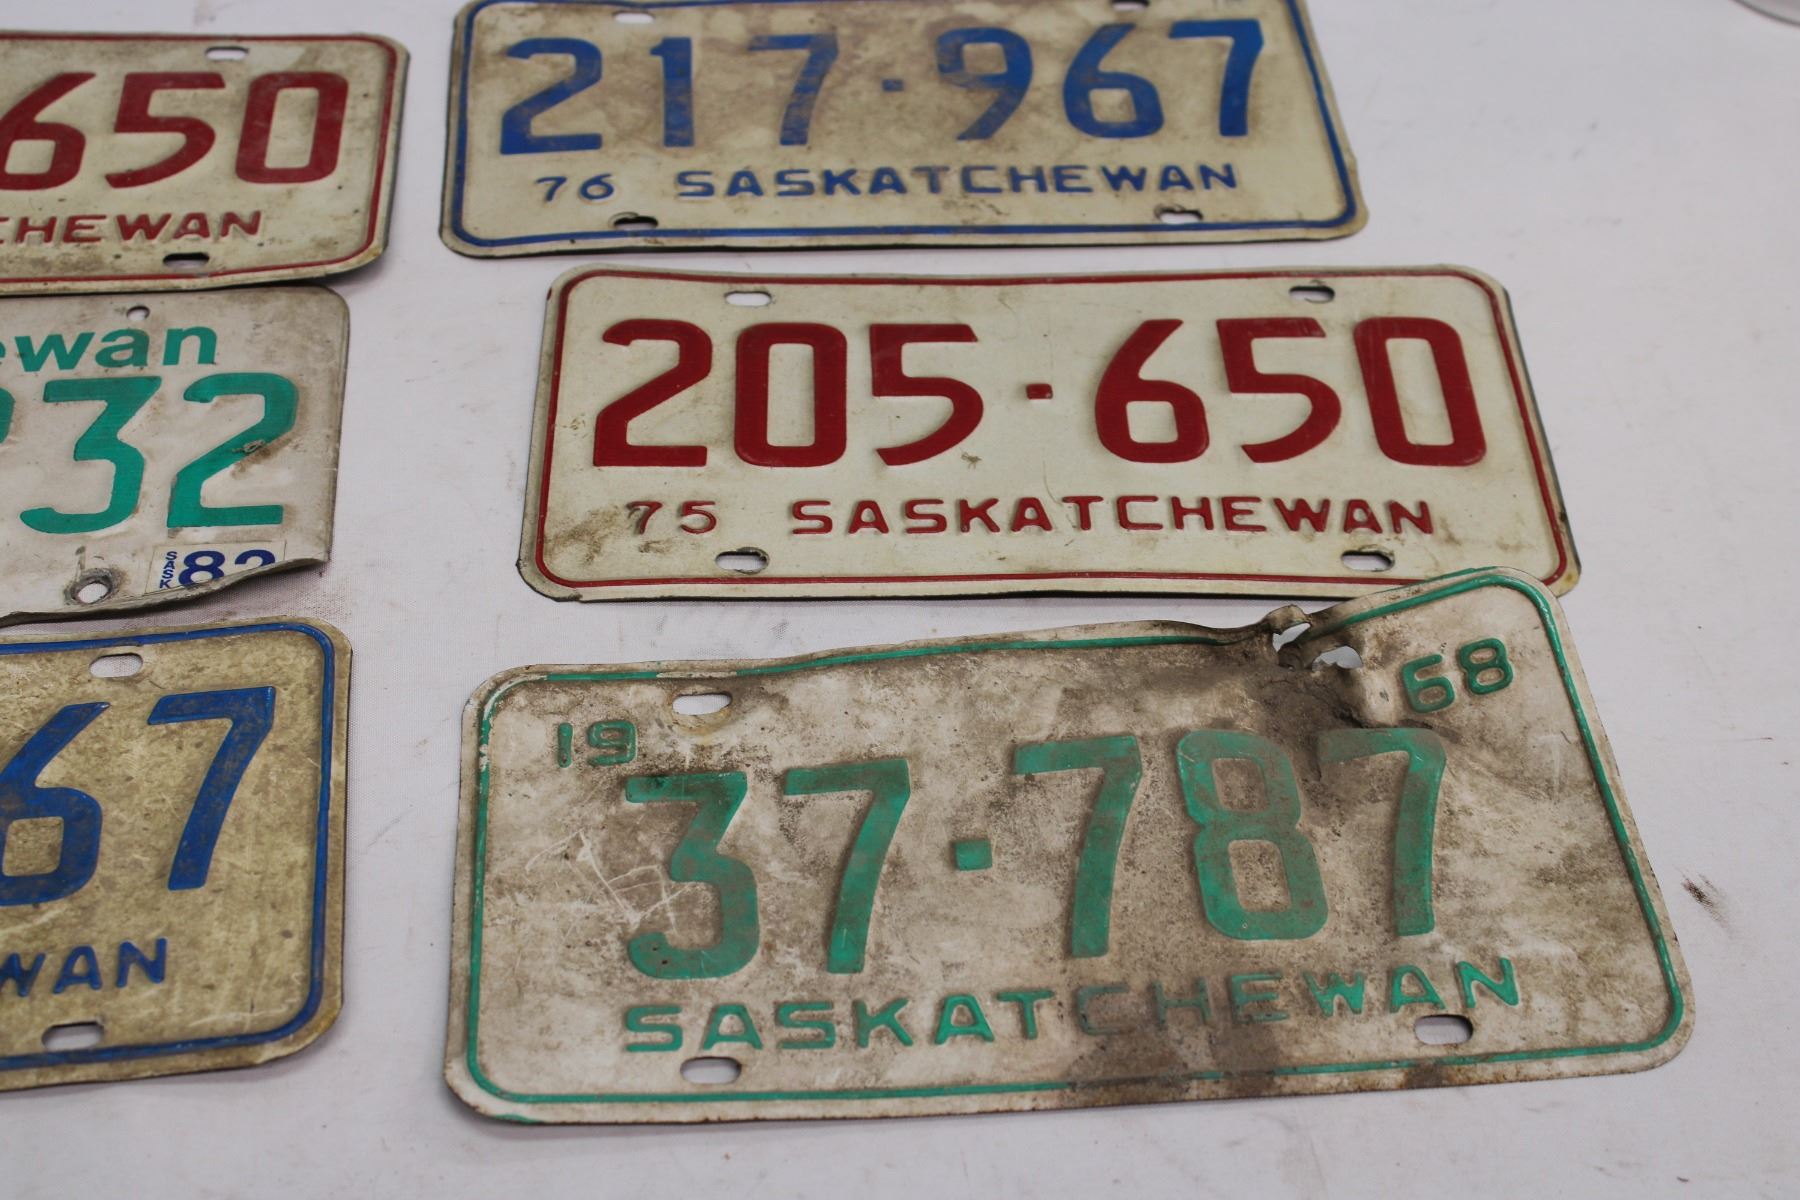 650
CHEWAN
217·967
76 SASKATCHEWAN
ewan
32
SASK 82
205·650
75 SASKATCHEWAN
67
WAN
19 68
37·787
SASKATCHEWAN